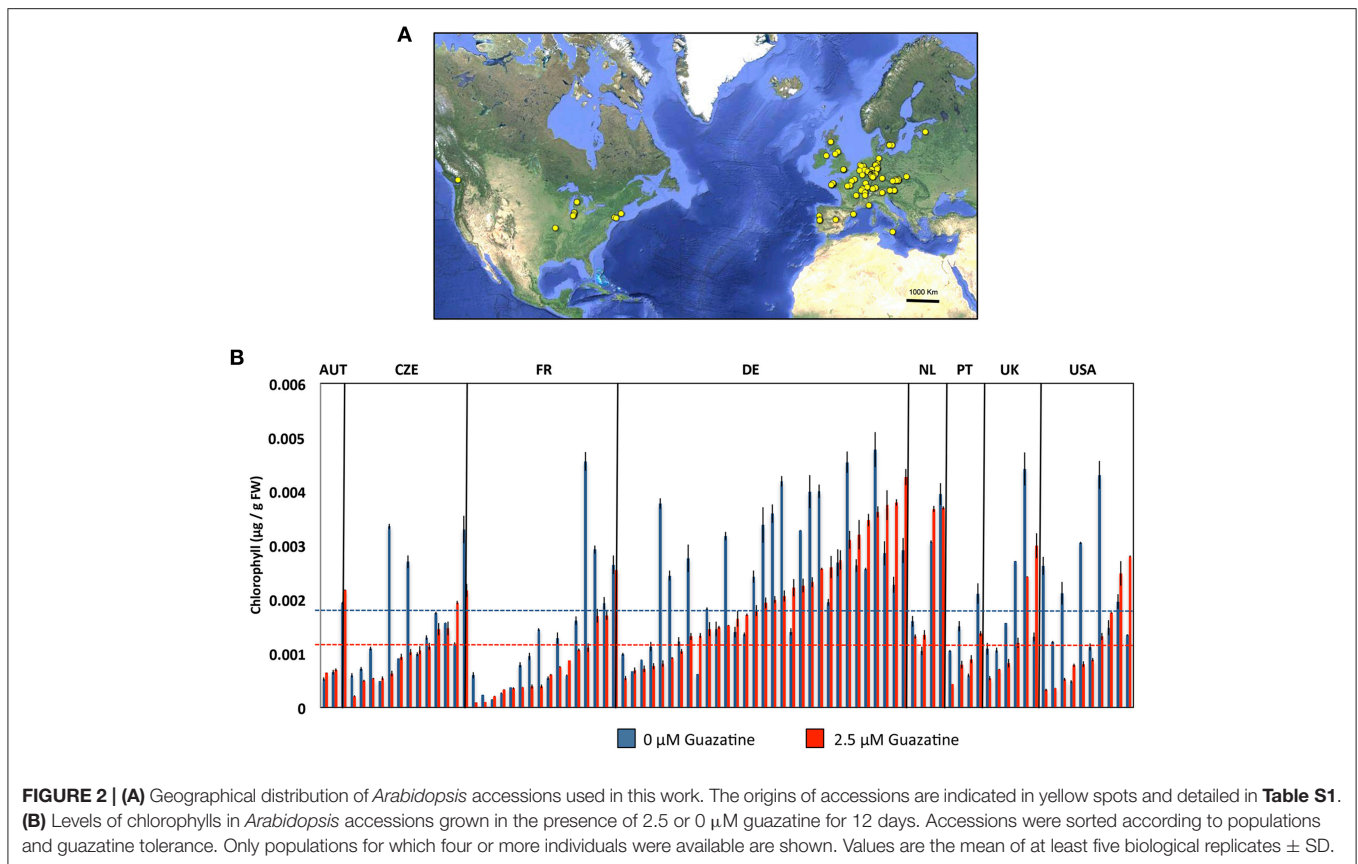 A
1000 Km
B
AUT CZE FR DE NL PT UK USA
0.006
0.005
0.004
0.003
0.002
0.001
0
Chlorophyll (µg / g FW)
0 µM Guazatine 2.5 µM Guazatine
FIGURE 2 | (A) Geographical distribution of Arabidopsis accessions used in this work. The origins of accessions are indicated in yellow spots and detailed in Table S1.
(B) Levels of chlorophylls in Arabidopsis accessions grown in the presence of 2.5 or 0 µM guazatine for 12 days. Accessions were sorted according to populations
and guazatine tolerance. Only populations for which four or more individuals were available are shown. Values are the mean of at least five biological replicates ± SD.